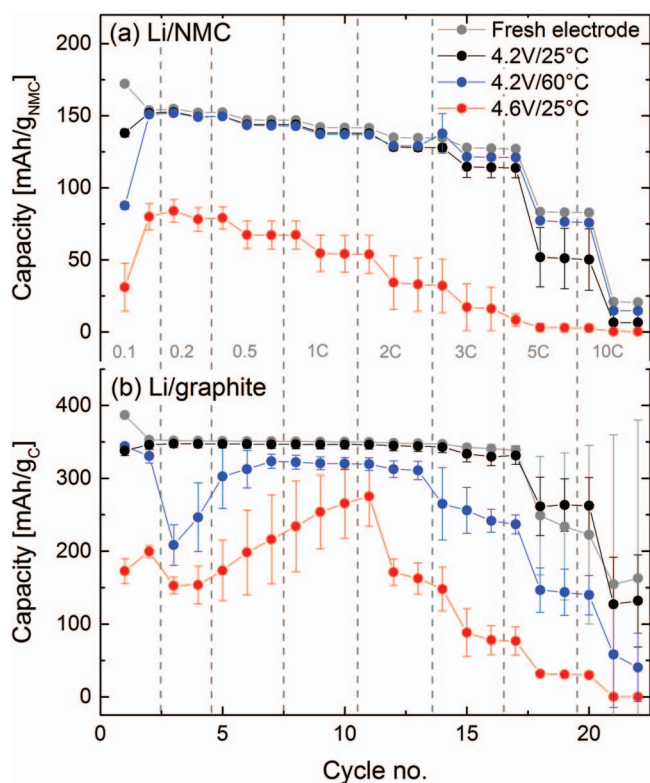 (a) Li/NMC
Fresh electrode
4.2V/25°C
4.2V/60°C
4.6V/25°C
Capacity [mAh/g_NMC]
200
150
100
50
0
0.1 0.2 0.5 1C 2C 3C 5C 10C
(b) Li/graphite
Capacity [mAh/g_C]
400
300
200
100
0
0 5 10 15 20
Cycle no.